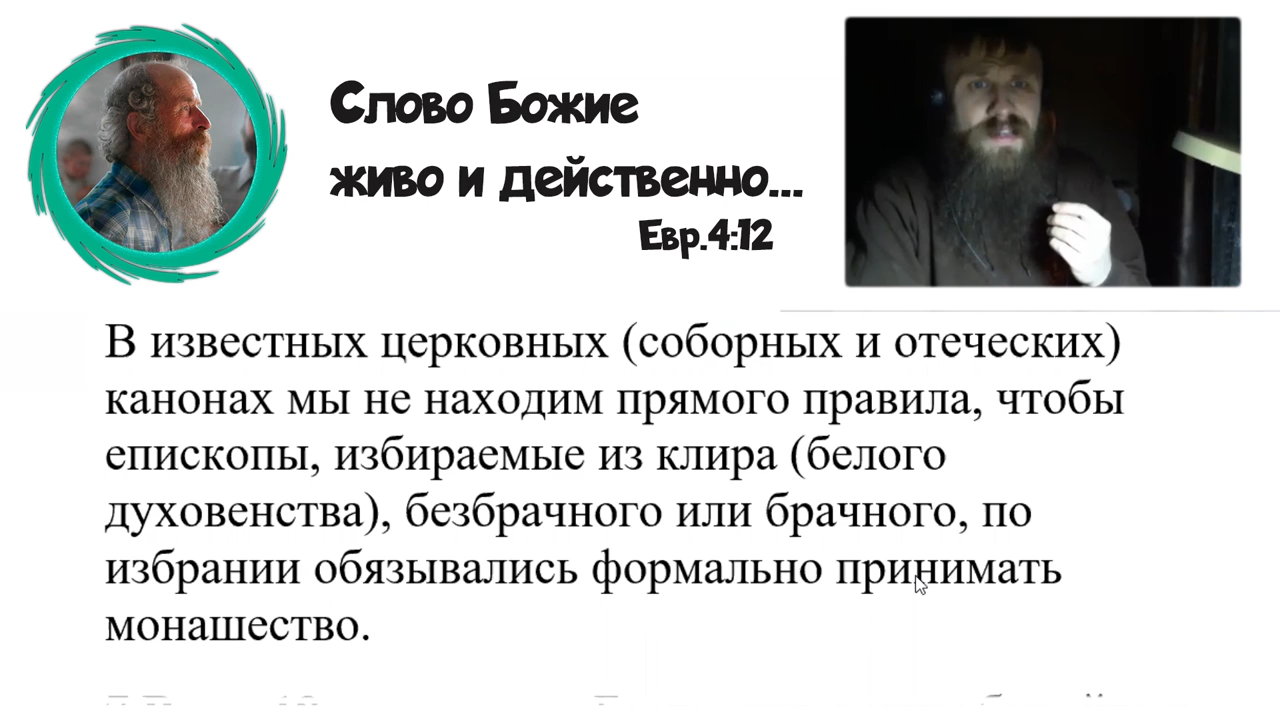 Слово Божие
живо и действенно...
Евр.4:12
В известных церковных (соборных и отеческих)
канонах мы не находим прямого правила, чтобы
епископы, избираемые из клира (белого
духовенства), безбрачного или брачного, по
избрании обязывались формально принимать
монашество.